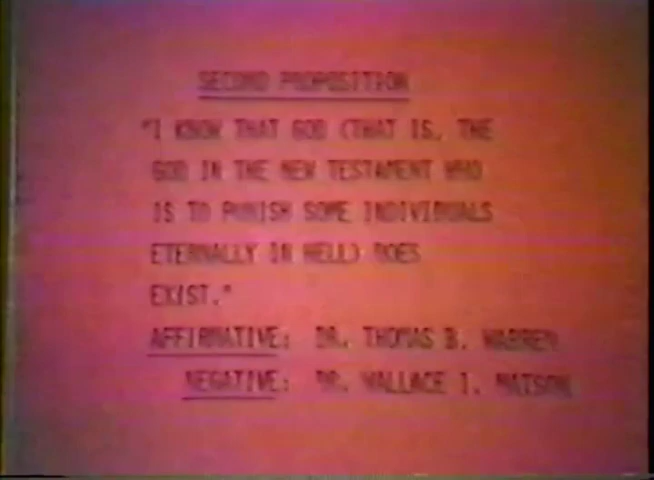 SECOND PROPOSITION
"I KNOW THAT GOD (THAT IS, THE
GOD IN THE NEW TESTAMENT WHO
IS TO PUNISH SOME INDIVIDUALS
ETERNALLY IN HELL) DOES
EXIST."
AFFIRMATIVE: DR. THOMAS B. WARREN
NEGATIVE: DR. WALLACE I. MATSON